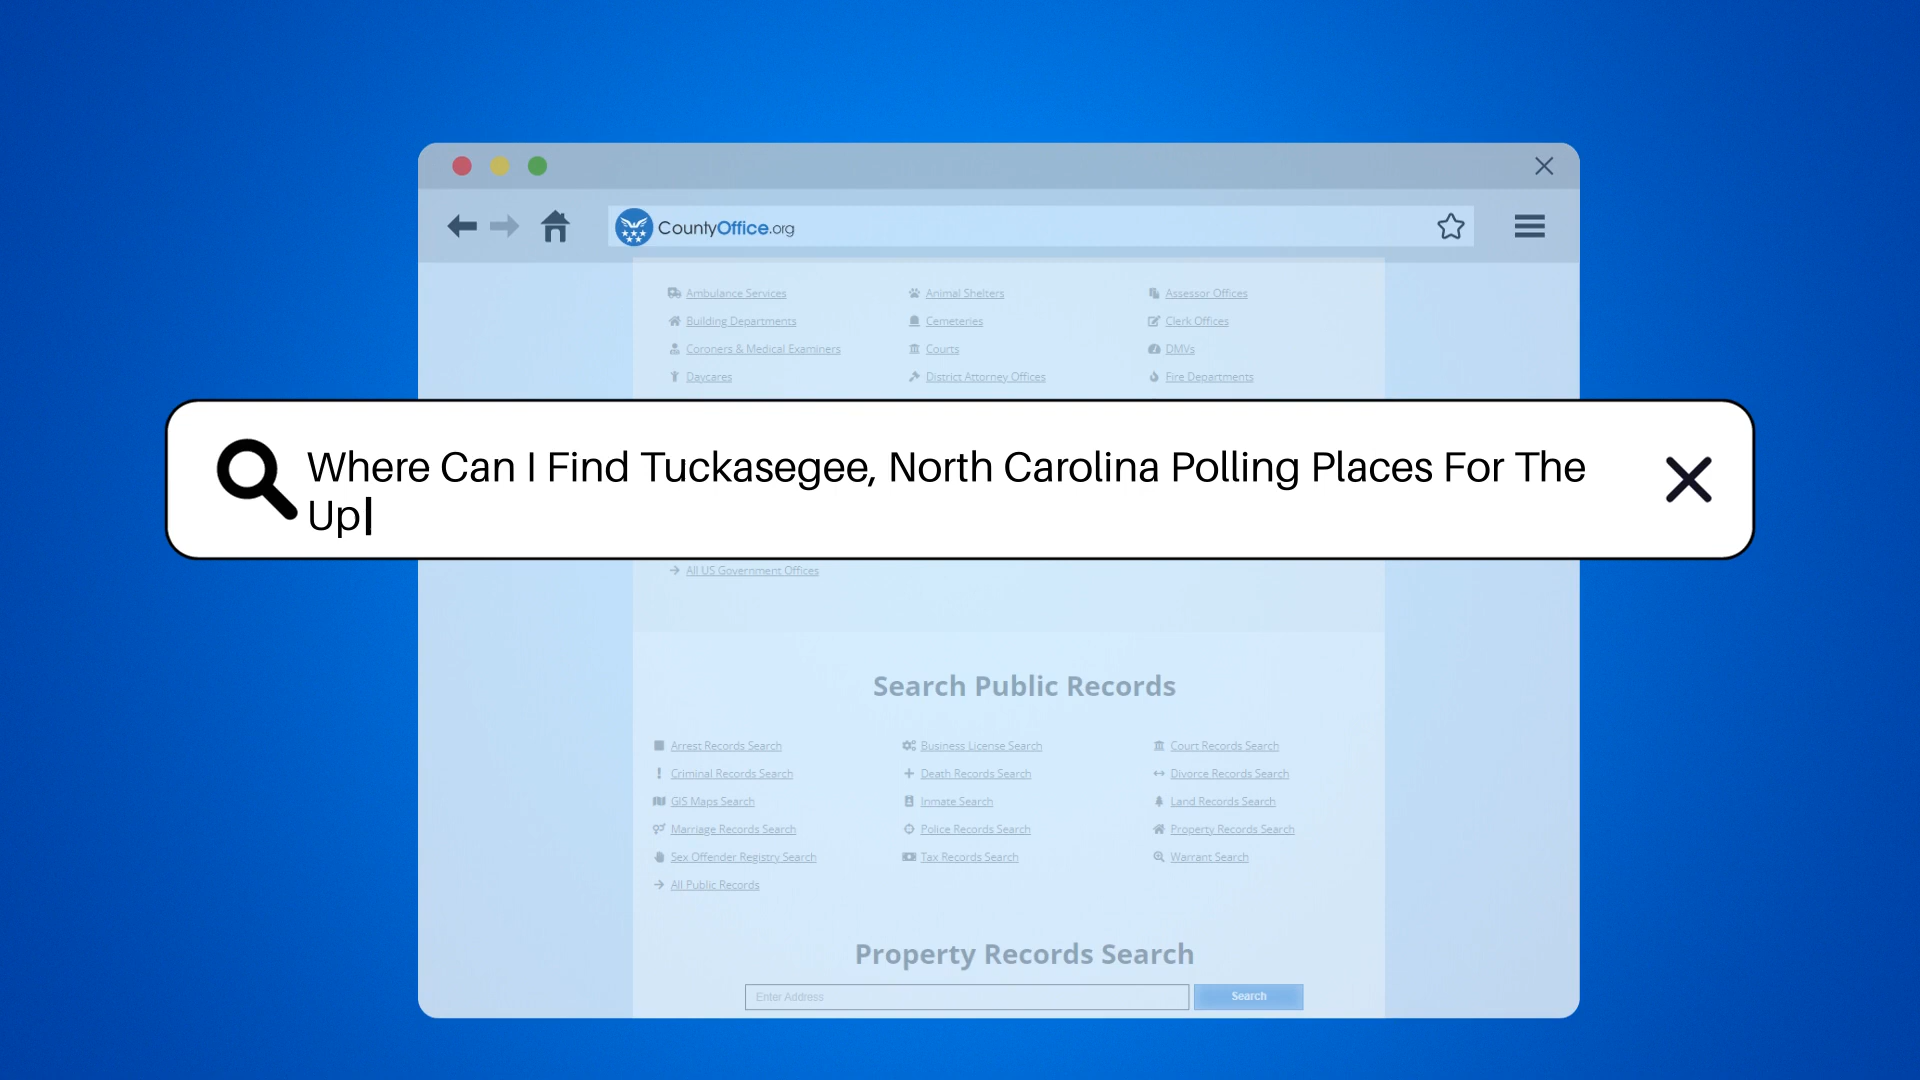 CountyOffice.org
Ambulance Services Animal Shelters Assessor Offices
Building Departments Cemeteries Clerk Offices
Coroners & Medical Examiners Courts DMVs
Daycares District Attorney Offices Fire Departments
Where Can I Find Tuckasegee, North Carolina Polling Places For The
Up
All US Government Offices
Search Public Records
Arrest Records Search Business License Search Court Records Search
Criminal Records Search Death Records Search Divorce Records Search
GIS Maps Search Inmate Search Land Records Search
Marriage Records Search Police Records Search Property Records Search
Sex Offender Registry Search Tax Records Search Warrant Search
All Public Records
Property Records Search
Enter Address Search